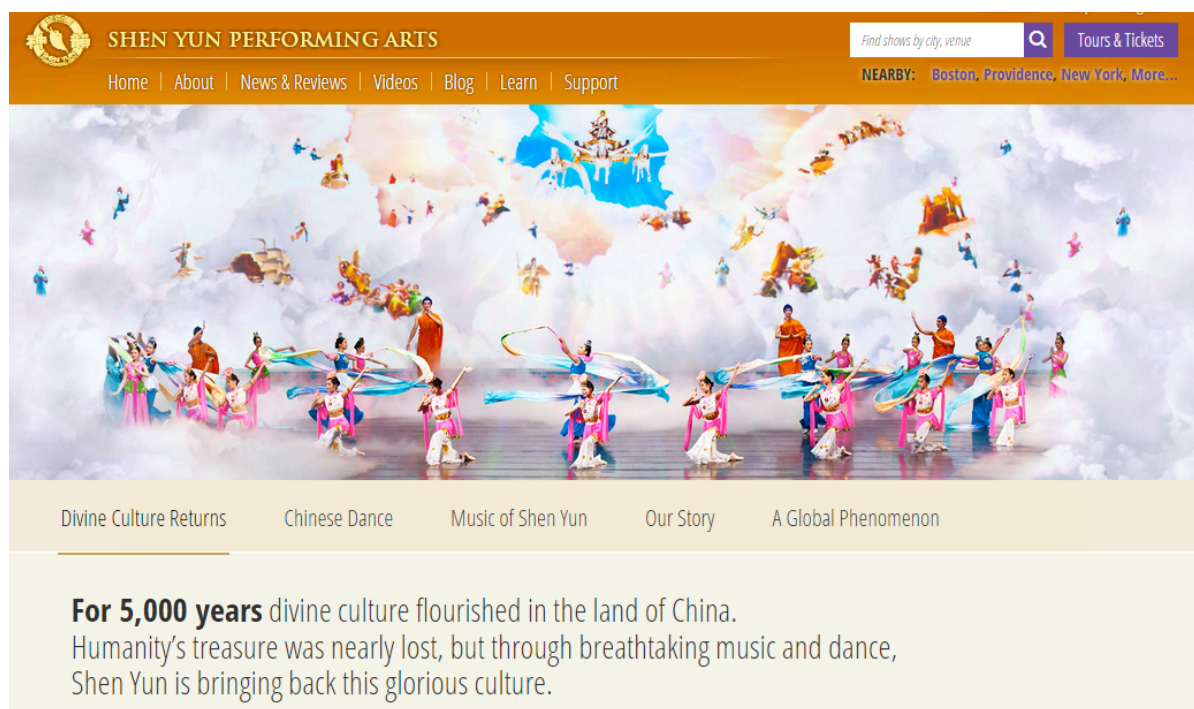 SHEN YUN PERFORMING ARTS
Find shows by city, venue
Tours & Tickets
Home | About | News & Reviews | Videos | Blog | Learn | Support
NEARBY: Boston, Providence, New York, More...
Divine Culture Returns
Chinese Dance
Music of Shen Yun
Our Story
A Global Phenomenon
For 5,000 years divine culture flourished in the land of China.
Humanity's treasure was nearly lost, but through breathtaking music and dance,
Shen Yun is bringing back this glorious culture.